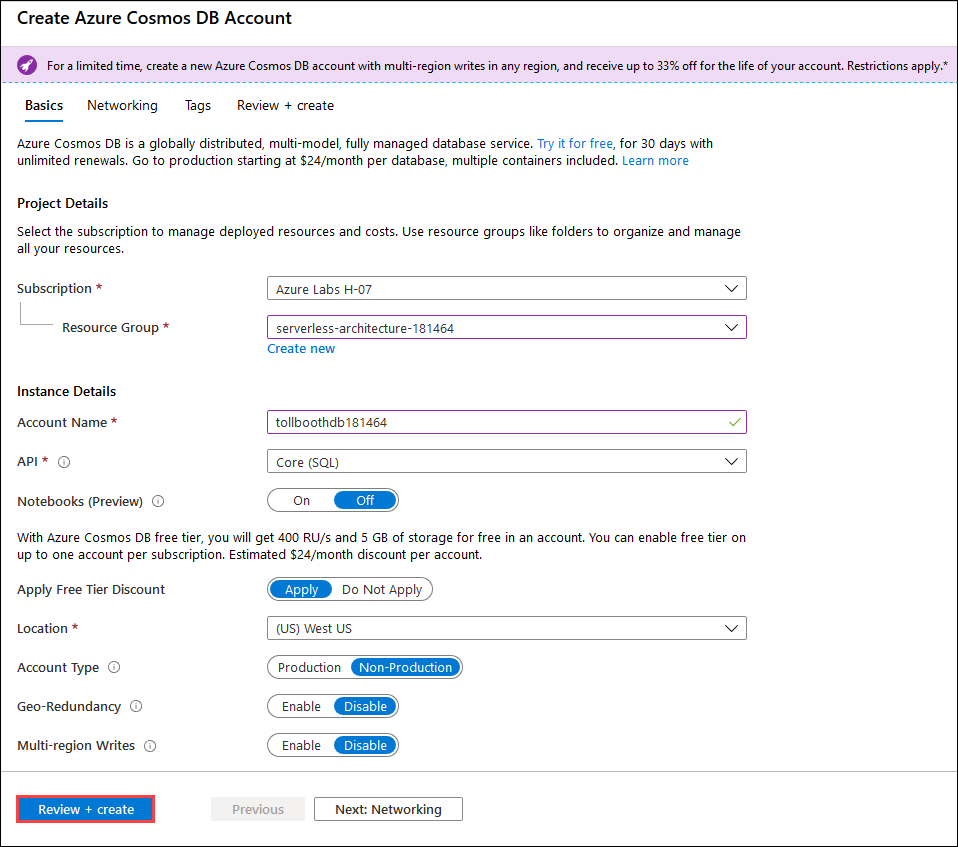 Create Azure Cosmos DB Account
For a limited time, create a new Azure Cosmos DB account with multi-region writes in any region, and receive up to 33% off for the life of your account. Restrictions apply.*
Basics Networking Tags Review + create
Azure Cosmos DB is a globally distributed, multi-model, fully managed database service. Try it for free, for 30 days with
unlimited renewals. Go to production starting at $24/month per database, multiple containers included. Learn more
Project Details
Select the subscription to manage deployed resources and costs. Use resource groups like folders to organize and manage
all your resources.
Subscription * Azure Labs H-07
Resource Group * serverless-architecture-181464
Create new
Instance Details
Account Name * tollboothdb181464
API * Core (SQL)
Notebooks (Preview) On Off
With Azure Cosmos DB free tier, you will get 400 RU/s and 5 GB of storage for free in an account. You can enable free tier on
up to one account per subscription. Estimated $24/month discount per account.
Apply Free Tier Discount Apply Do Not Apply
Location * (US) West US
Account Type Production Non-Production
Geo-Redundancy Enable Disable
Multi-region Writes Enable Disable
Review + create Previous Next: Networking